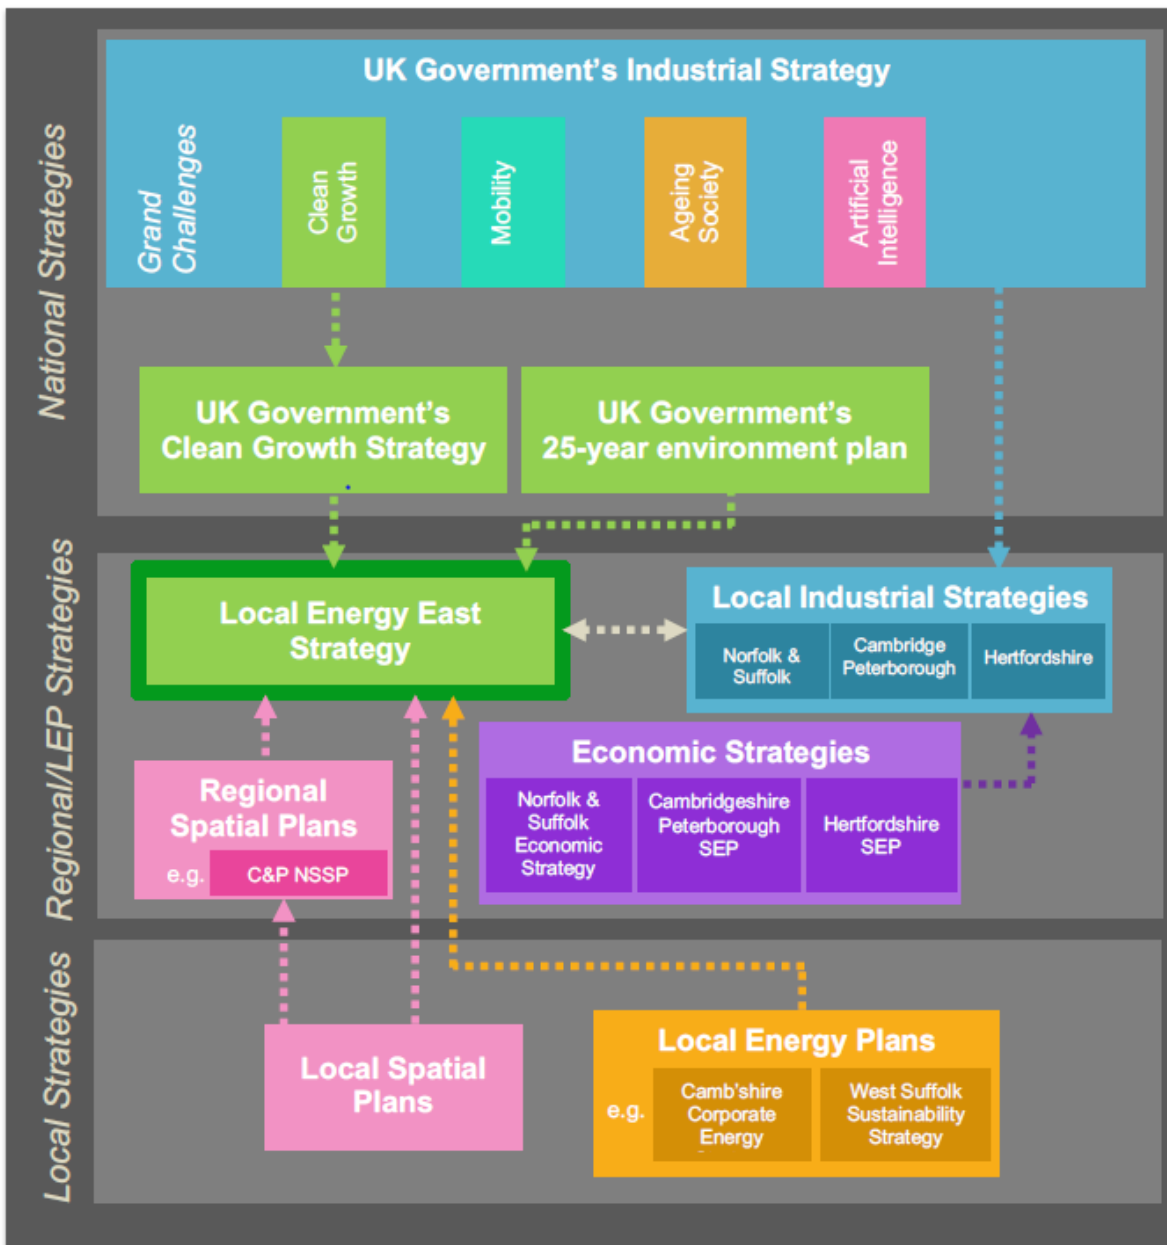 National Strategies
UK Government's Industrial Strategy
Grand
Challenges
Clean
Growth
Mobility
Ageing
Society
Artificial
Intelligence
UK Government's
Clean Growth Strategy
UK Government's
25-year environment plan
Regional/LEP Strategies
Local Energy East
Strategy
Local Industrial Strategies
Norfolk &
Suffolk
Cambridge
Peterborough
Hertfordshire
Regional
Spatial Plans
e.g.
C&P NSSP
Economic Strategies
Norfolk &
Suffolk
Economic
Strategy
Cambridgeshire
Peterborough
SEP
Hertfordshire
SEP
Local Strategies
Local Spatial
Plans
Local Energy Plans
e.g.
Camb'shire
Corporate
Energy
West Suffolk
Sustainability
Strategy